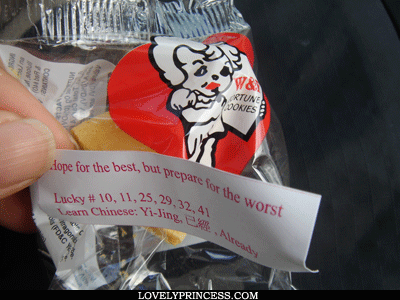 W&
FORTUNE
COOKIES
Hope for the best, but prepare for the worst
Lucky # 10, 11, 25, 29, 32, 41
Learn Chinese: Yi-Jing, 已經, Already
LOVELYPRINCESS.COM